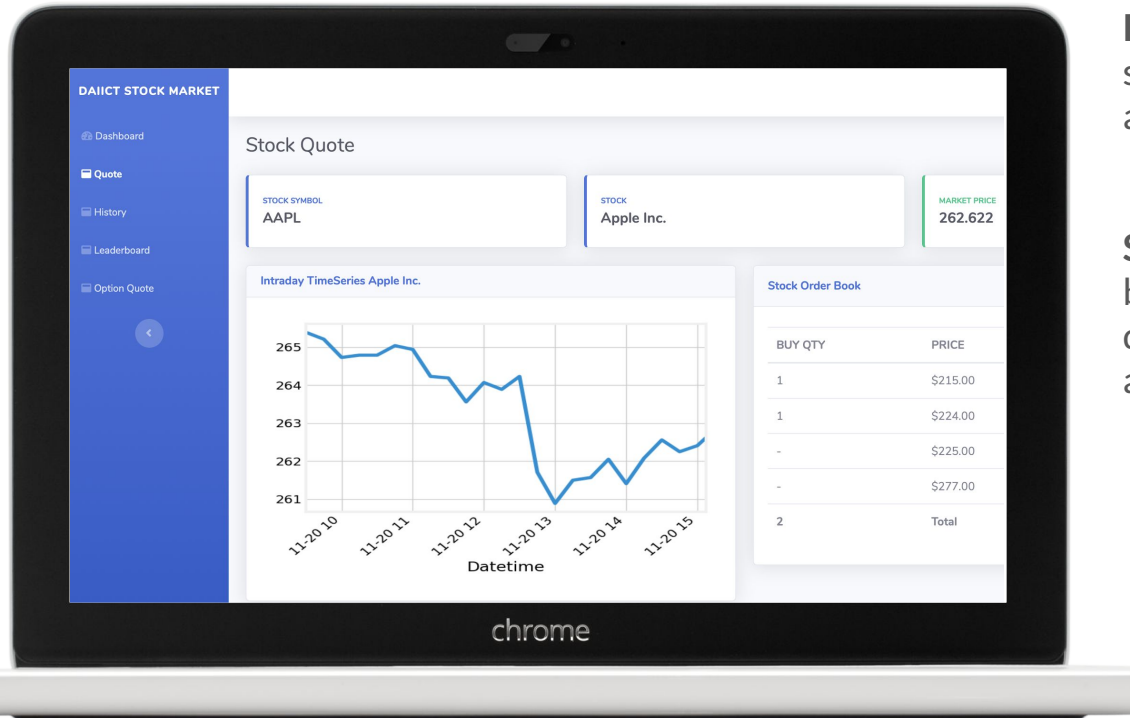 DAIICT STOCK MARKET
Dashboard
Quote
History
Leaderboard
Option Quote
Stock Quote
STOCK SYMBOL
AAPL
STOCK
Apple Inc.
MARKET PRICE
262.622
Intraday TimeSeries Apple Inc.
265
264
263
262
261
11-20 10
11-20 11
11-20 12
11-20 13
11-20 14
11-20 15
Datetime
Stock Order Book
BUY QTY PRICE
1 $215.00
1 $224.00
- $225.00
- $277.00
2 Total
chrome